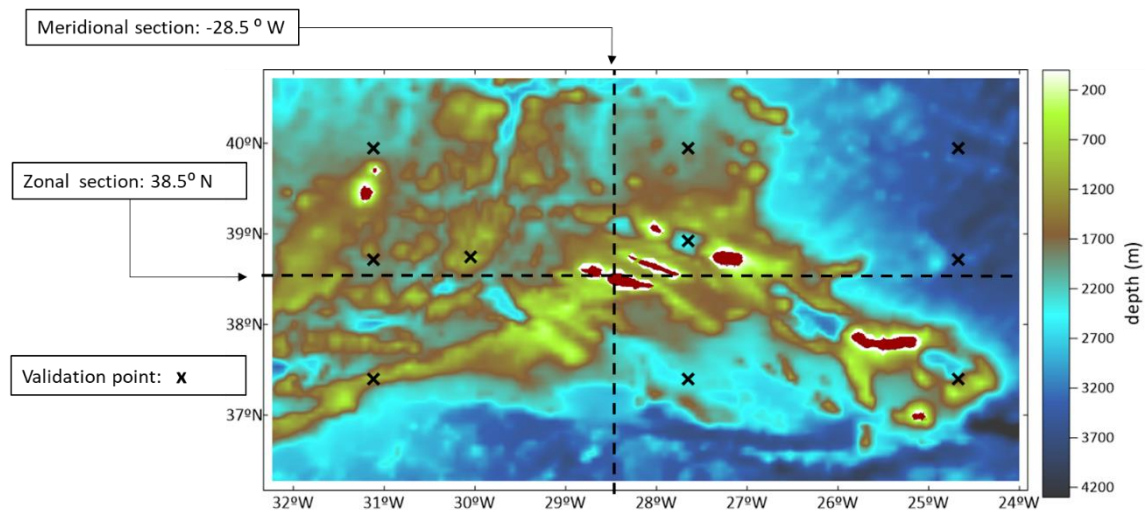 Meridional section: -28.5 º W
Zonal section: 38.5º N
Validation point: x
40ºN
39ºN
38ºN
37ºN
32ºW 31ºW 30ºW 29ºW 28ºW 27ºW 26ºW 25ºW 24ºW
200
700
1200
1700
2200
2700
3200
3700
4200
depth (m)